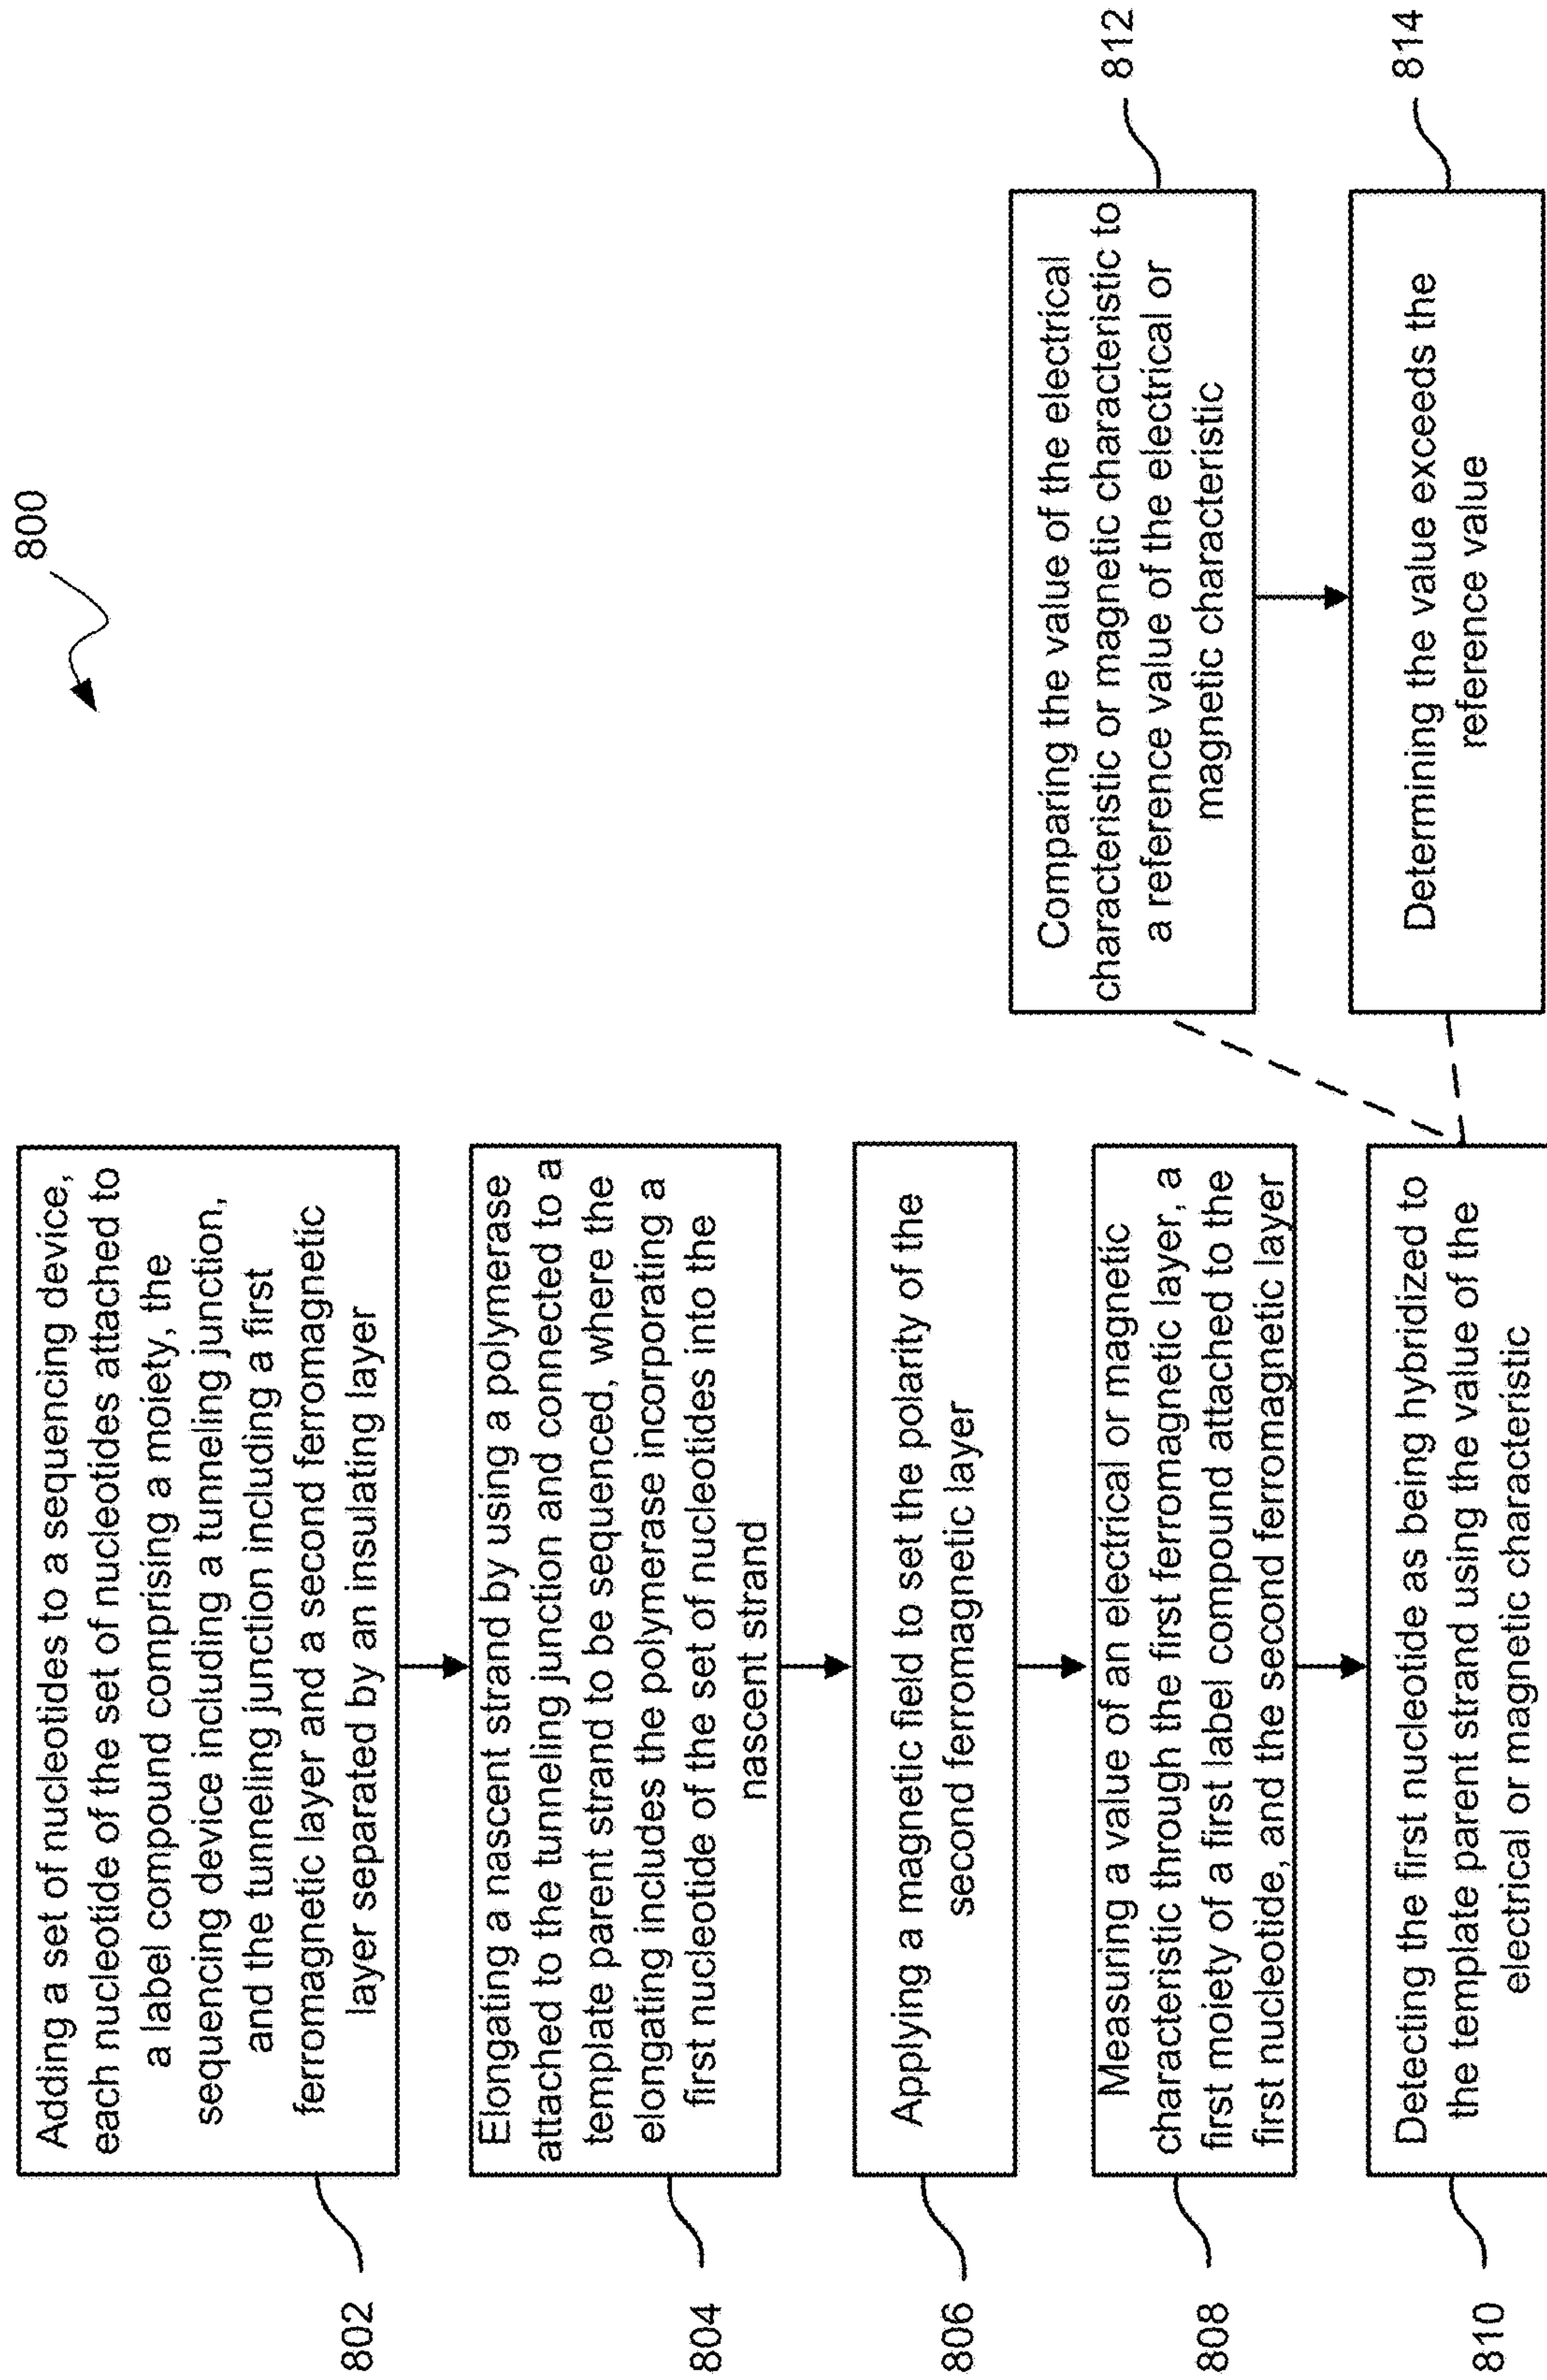 800
Adding a set of nucleotides to a sequencing device,
each nucleotide of the set of nucleotides attached to
a label compound comprising a moiety, the
sequencing device including a tunneling junction,
and the tunneling junction including a first
ferromagnetic layer and a second ferromagnetic
layer separated by an insulating layer
802
Elongating a nascent strand by using a polymerase
attached to the tunneling junction and connected to a
template parent strand to be sequenced, where the
elongating includes the polymerase incorporating a
first nucleotide of the set of nucleotides into the
nascent strand
804
Applying a magnetic field to set the polarity of the
second ferromagnetic layer
806
Measuring a value of an electrical or magnetic
characteristic through the first ferromagnetic layer, a
first moiety of a first label compound attached to the
first nucleotide, and the second ferromagnetic layer
808
Detecting the first nucleotide as being hybridized to
the template parent strand using the value of the
electrical or magnetic characteristic
810
Comparing the value of the electrical
characteristic or magnetic characteristic to
a reference value of the electrical or
magnetic characteristic
812
Determining the value exceeds the
reference value
814